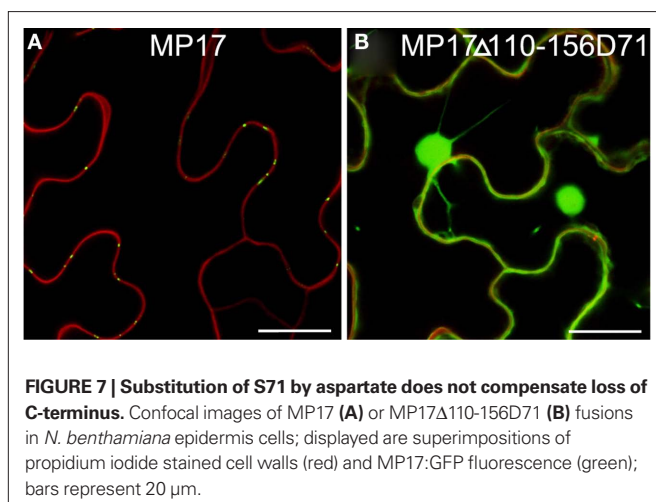 A MP17
B MP17Δ110-156D71
FIGURE 7 | Substitution of S71 by aspartate does not compensate loss of
C-terminus. Confocal images of MP17 (A) or MP17Δ110-156D71 (B) fusions
in N. benthamiana epidermis cells; displayed are superimpositions of
propidium iodide stained cell walls (red) and MP17:GFP fluorescence (green);
bars represent 20 μm.